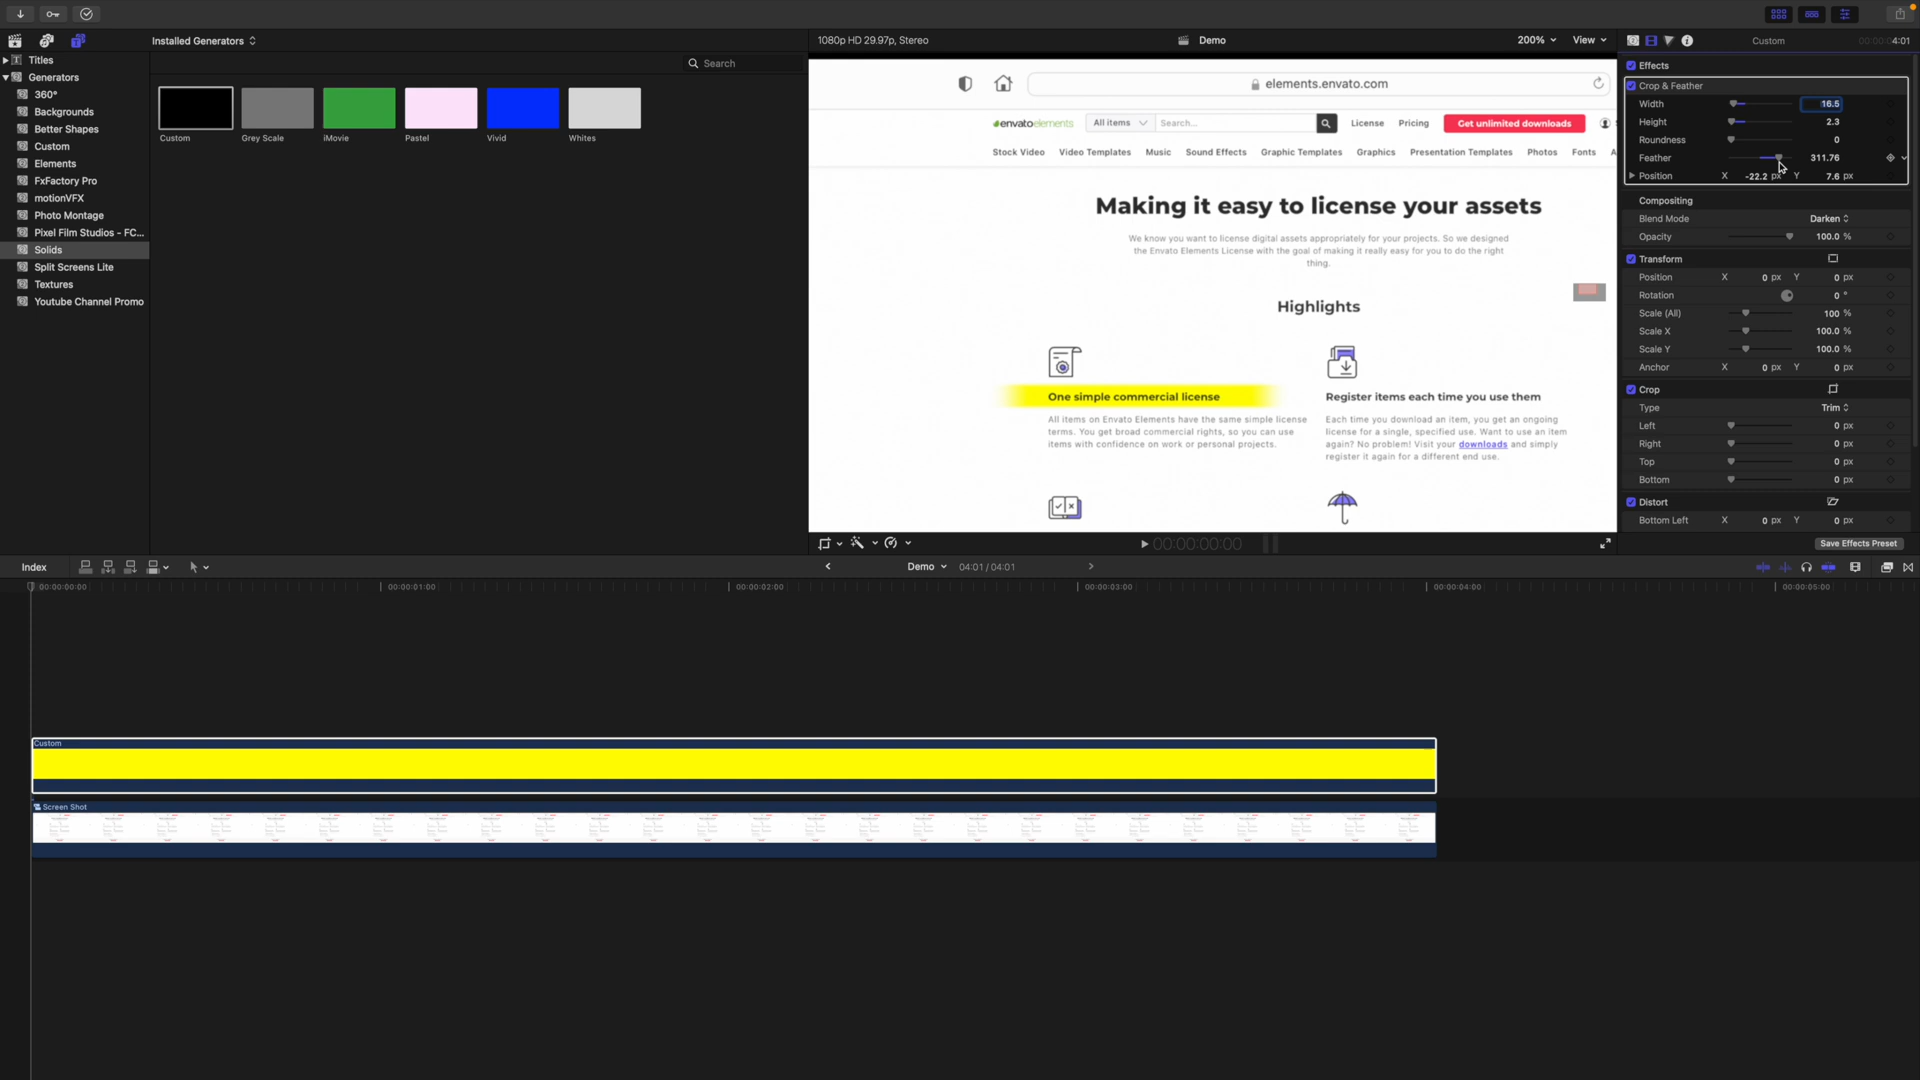 Installed Generators
Search
Titles
Generators
360°
Backgrounds
Better Shapes
Custom
Elements
FxFactory Pro
motionVFX
Photo Montage
Pixel Film Studios - FC...
Solids
Split Screens Lite
Textures
Youtube Channel Promo
Custom
Grey Scale
iMovie
Pastel
Vivid
Whites
1080p HD 29.97p, Stereo
Demo
200%
View
elements.envato.com
envatoelements
All items
Search...
License
Pricing
Get unlimited downloads
Stock Video
Video Templates
Music
Sound Effects
Graphic Templates
Graphics
Presentation Templates
Photos
Fonts
Making it easy to license your assets
We know you want to license digital assets appropriately for your projects. So we designed
the Envato Elements License with the goal of making it really easy for you to do the right
thing.
Highlights
One simple commercial license
All items on Envato Elements have the same simple license
terms. You get broad commercial rights, so you can use
items with confidence on work or personal projects.
Register items each time you use them
Each time you download an item, you get an ongoing
license for a single, specified use. Want to use an item
again? No problem! Visit your downloads and simply
register it again for a different end use.
00:00:00:00
Custom
4:01
Effects
Crop & Feather
Width 16.5
Height 2.3
Roundness 0
Feather 311.76
Position X -22.2 px Y 7.6 px
Compositing
Blend Mode Darken
Opacity 100.0 %
Transform
Position X 0 px Y 0 px
Rotation 0 °
Scale (All) 100 %
Scale X 100.0 %
Scale Y 100.0 %
Anchor X 0 px Y 0 px
Crop
Type Trim
Left 0 px
Right 0 px
Top 0 px
Bottom 0 px
Distort
Bottom Left X 0 px Y 0 px
Save Effects Preset
Index
Demo
04:01 / 04:01
00:00:00:00
00:00:01:00
00:00:02:00
00:00:03:00
00:00:04:00
00:00:05:00
Custom
Screen Shot